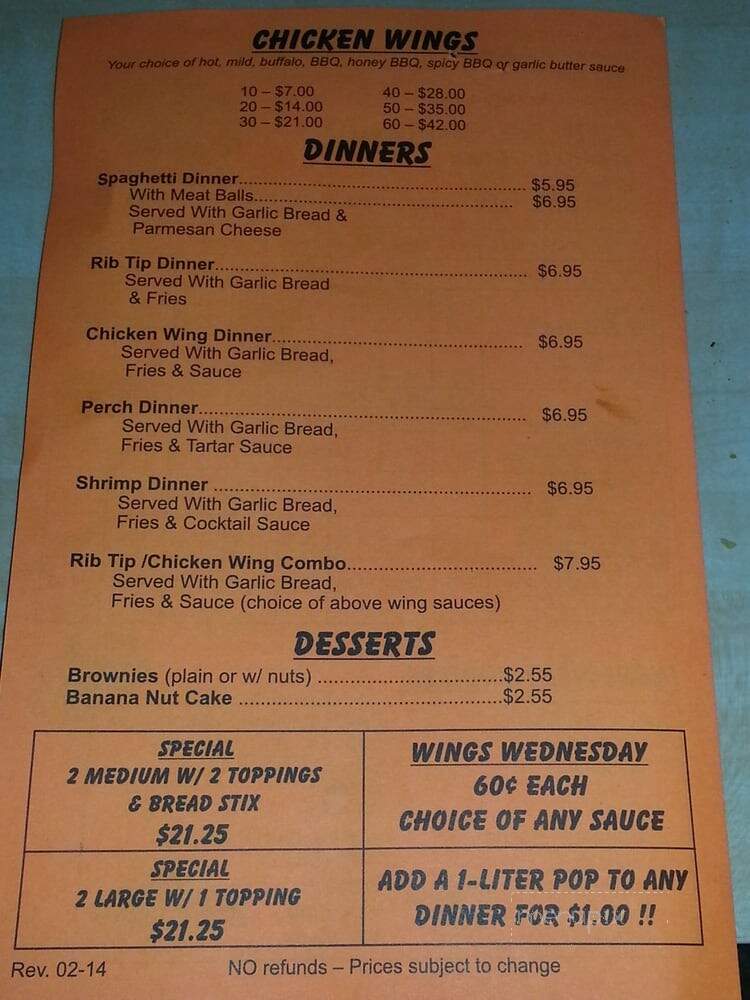 CHICKEN WINGS
Your choice of hot, mild, buffalo, BBQ, honey BBQ, spicy BBQ or garlic butter sauce
10 – $7.00 40 – $28.00
20 – $14.00 50 – $35.00
30 – $21.00 60 – $42.00
DINNERS
Spaghetti Dinner.......................................................... $5.95
With Meat Balls..................................................... $6.95
Served With Garlic Bread &
Parmesan Cheese
Rib Tip Dinner............................................................... $6.95
Served With Garlic Bread
& Fries
Chicken Wing Dinner................................................... $6.95
Served With Garlic Bread,
Fries & Sauce
Perch Dinner.................................................................. $6.95
Served With Garlic Bread,
Fries & Tartar Sauce
Shrimp Dinner ............................................................... $6.95
Served With Garlic Bread,
Fries & Cocktail Sauce
Rib Tip /Chicken Wing Combo...................................... $7.95
Served With Garlic Bread,
Fries & Sauce (choice of above wing sauces)
DESSERTS
Brownies (plain or w/ nuts) .....................................$2.55
Banana Nut Cake .....................................................$2.55
SPECIAL
2 MEDIUM W/ 2 TOPPINGS
& BREAD STIX
$21.25
WINGS WEDNESDAY
60¢ EACH
CHOICE OF ANY SAUCE
SPECIAL
2 LARGE W/ 1 TOPPING
$21.25
ADD A 1-LITER POP TO ANY
DINNER FOR $1.00 !!
Rev. 02-14 NO refunds – Prices subject to change